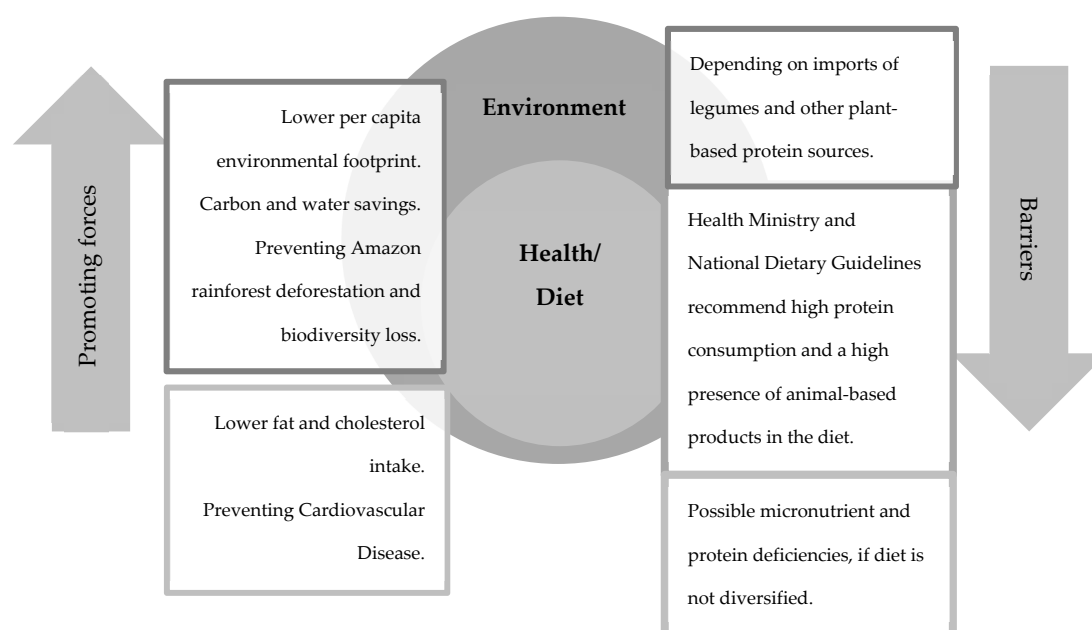 Promoting forces
Lower per capita
environmental footprint.
Carbon and water savings.
Preventing Amazon
rainforest deforestation and
biodiversity loss.
Lower fat and cholesterol
intake.
Preventing Cardiovascular
Disease.
Environment
Health/
Diet
Depending on imports of
legumes and other plant-
based protein sources.
Health Ministry and
National Dietary Guidelines
recommend high protein
consumption and a high
presence of animal-based
products in the diet.
Possible micronutrient and
protein deficiencies, if diet is
not diversified.
Barriers